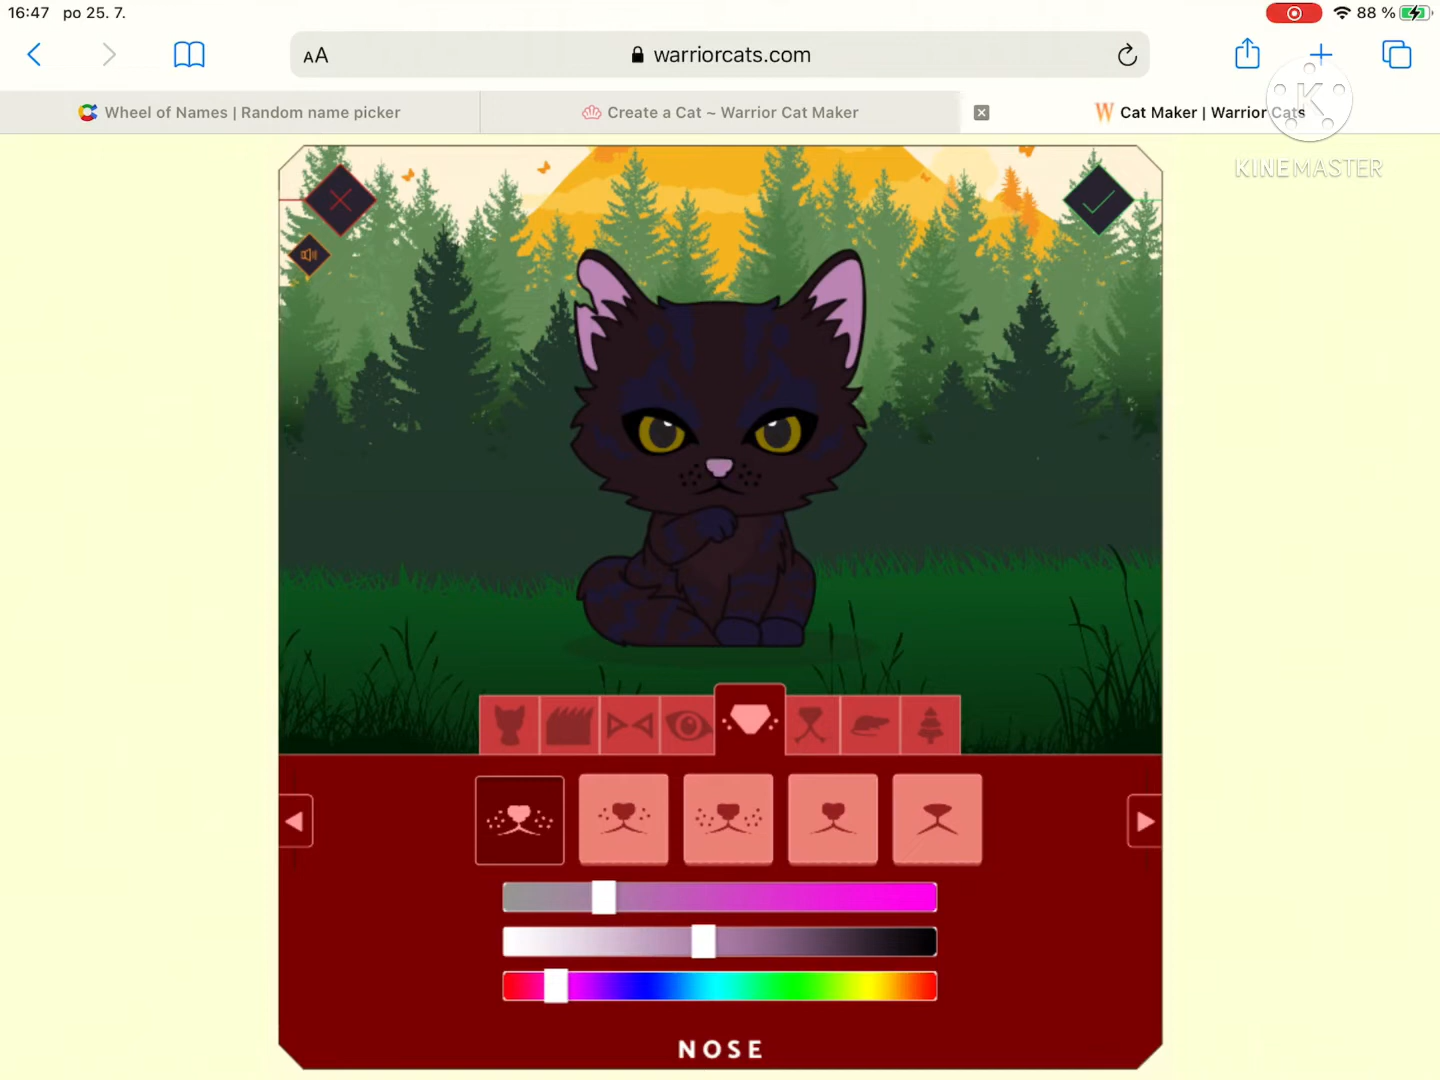 16:47 po 25. 7.
88 %
AA
warriorcats.com
Wheel of Names | Random name picker
Create a Cat ~ Warrior Cat Maker
Cat Maker | Warrior Cats
K
KINEMASTER
NOSE